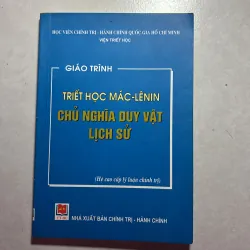 HỌC VIỆN CHÍNH TRỊ - HÀNH CHÍNH QUỐC GIA HỒ CHÍ MINH
VIỆN TRIẾT HỌC
GIÁO TRÌNH
TRIẾT HỌC MÁC-LÊNIN
CHỦ NGHĨA DUY VẬT
LỊCH SỬ
(Hệ cao cấp lý luận chính trị)
NHÀ XUẤT BẢN CHÍNH TRỊ - HÀNH CHÍNH